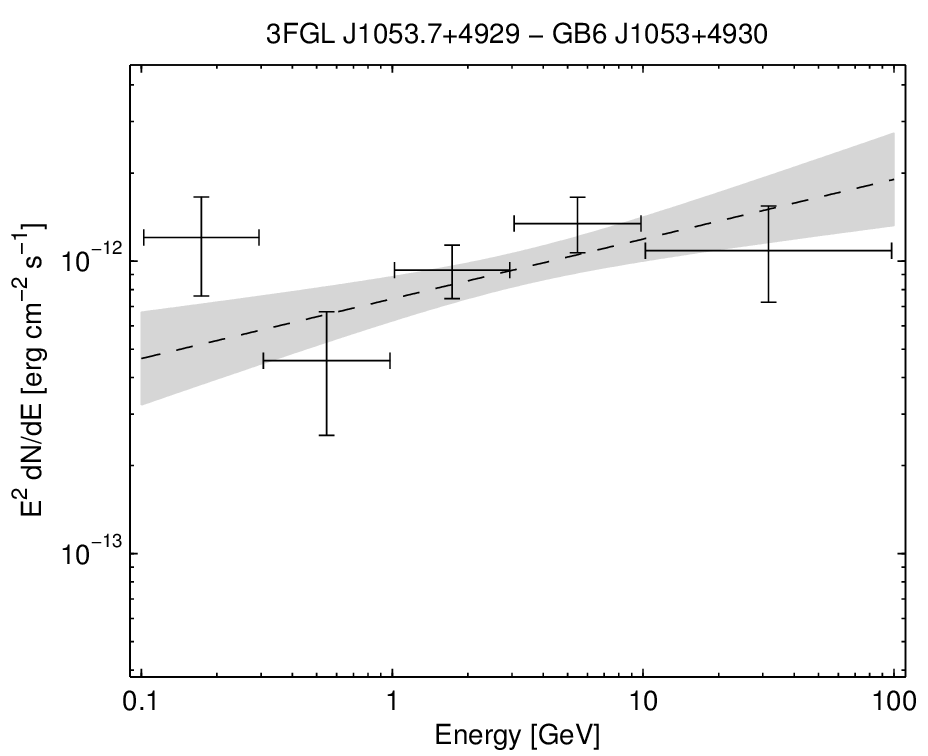 3FGL J1053.7+4929 − GB6 J1053+4930
E² dN/dE [erg cm⁻² s⁻¹]
10⁻¹²
10⁻¹³
0.1 1 10 100
Energy [GeV]